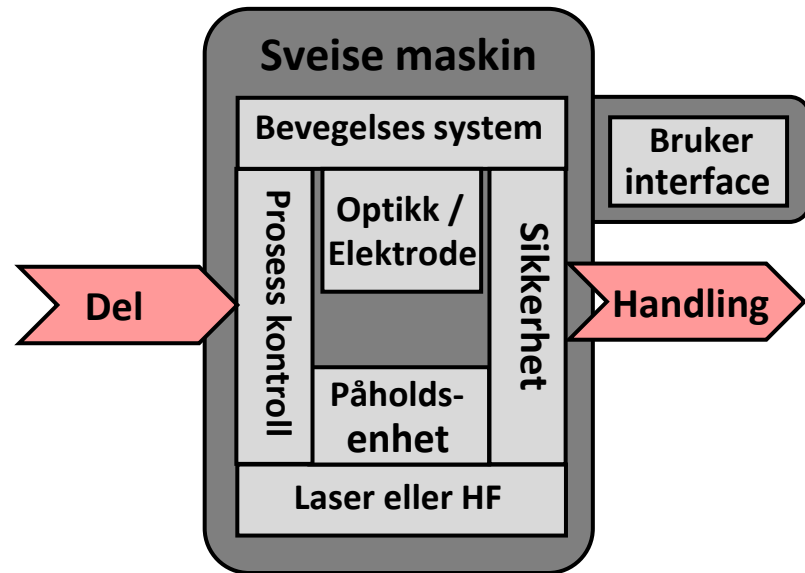 Sveise maskin
Bevegelses system
Bruker
interface
Prosess kontroll
Optikk /
Elektrode
Sikkerhet
Del
Handling
Påholds-
enhet
Laser eller HF